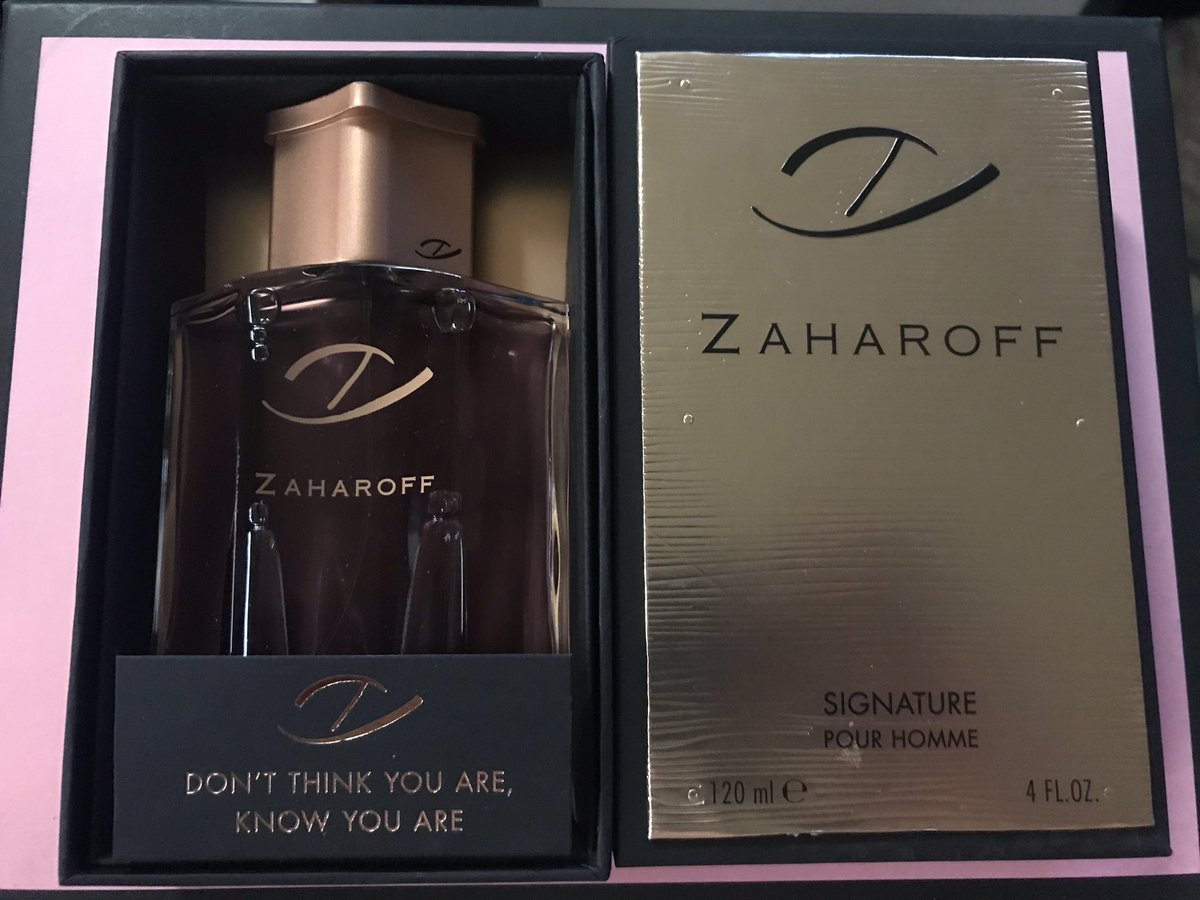 ZAHAROFF
DON'T THINK YOU ARE,
KNOW YOU ARE
ZAHAROFF
SIGNATURE
POUR HOMME
120 ml ℮
4 FL.OZ.